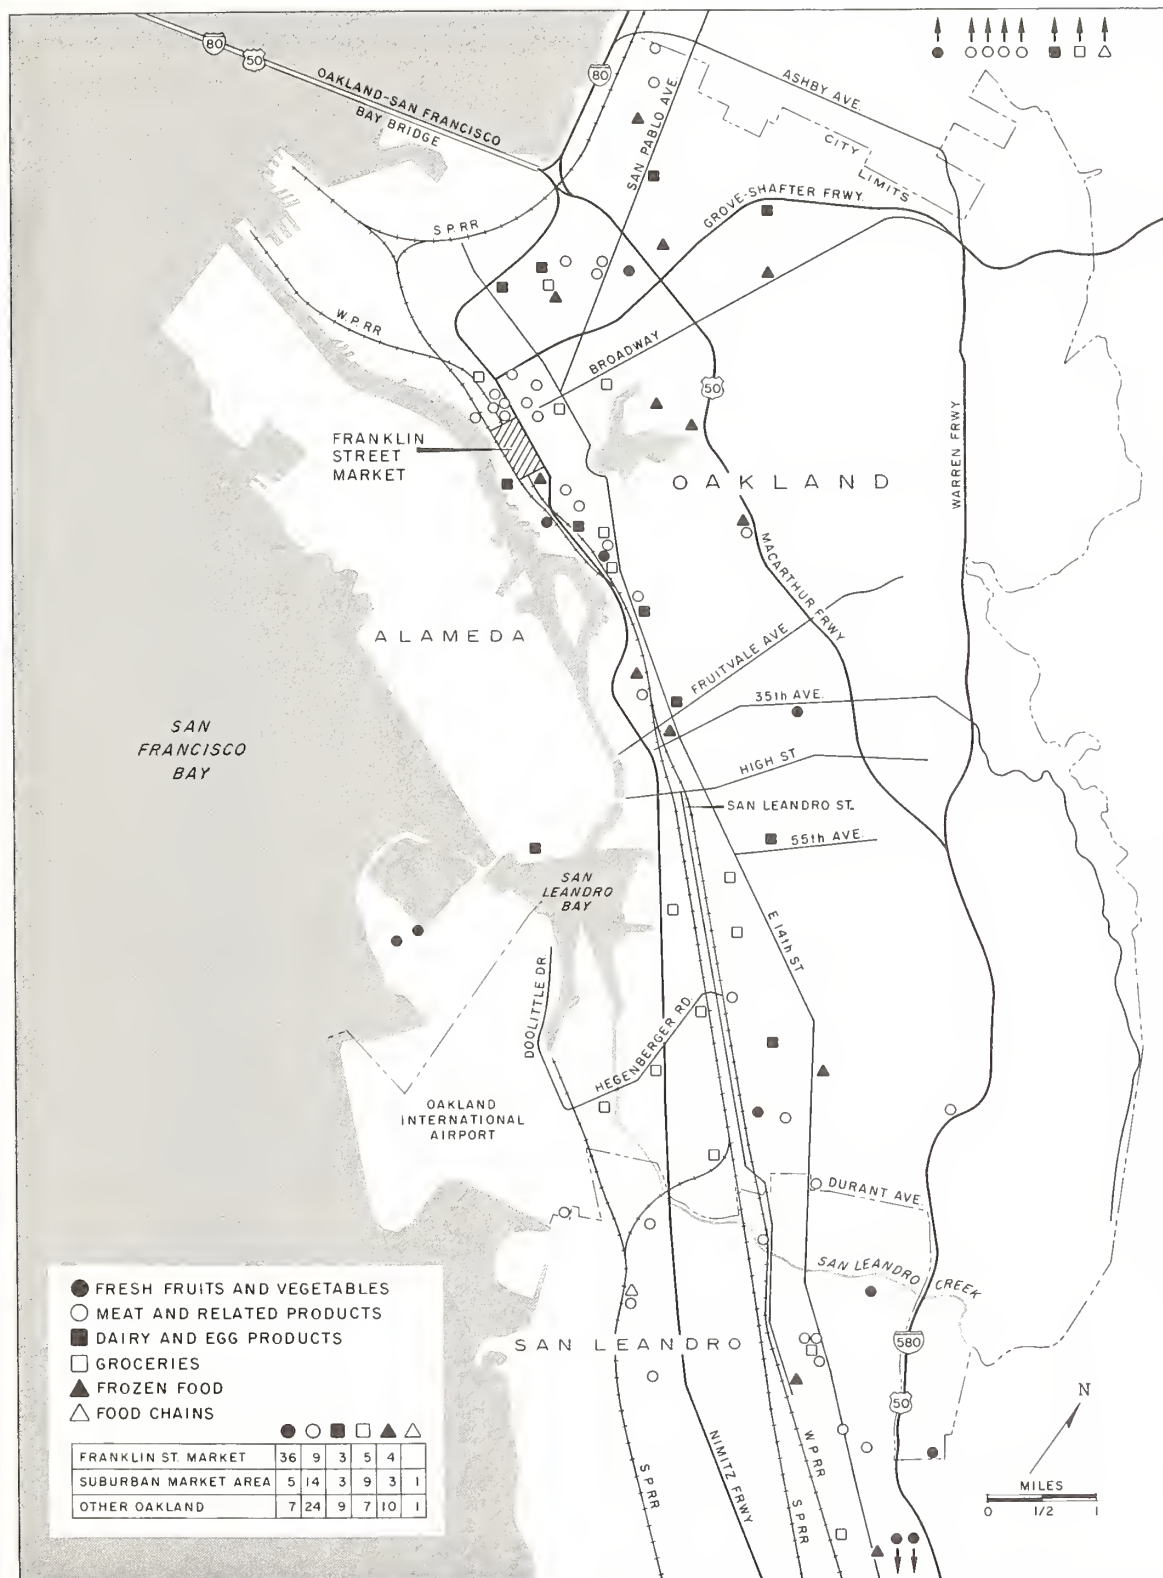 80
50
OAKLAND-SAN FRANCISCO
BAY BRIDGE
80
SAN PABLO AVE.
ASHBY AVE.
CITY
LIMITS
GROVE-SHAFTER FRWY.
S P. RR
W. P. RR
BROADWAY
50
FRANKLIN
STREET
MARKET
OAKLAND
WARREN FRWY
MACARTHUR FRWY
ALAMEDA
FRUITVALE AVE
35th AVE.
SAN
FRANCISCO
BAY
HIGH ST
SAN LEANDRO ST.
55th AVE.
SAN
LEANDRO
BAY
E 14th ST
DOOLITTLE DR.
HEGENBERGER RD.
OAKLAND
INTERNATIONAL
AIRPORT
DURANT AVE.
SAN LEANDRO CREEK
FRESH FRUITS AND VEGETABLES
MEAT AND RELATED PRODUCTS
DAIRY AND EGG PRODUCTS
GROCERIES
FROZEN FOOD
FOOD CHAINS
FRANKLIN ST. MARKET 36 9 3 5 4
SUBURBAN MARKET AREA 5 14 3 9 3 1
OTHER OAKLAND 7 24 9 7 10 1
SAN LEANDRO
580
50
N
NIMITZ FRWY
S P RR
W P RR
S P RR
MILES
0 1/2 1